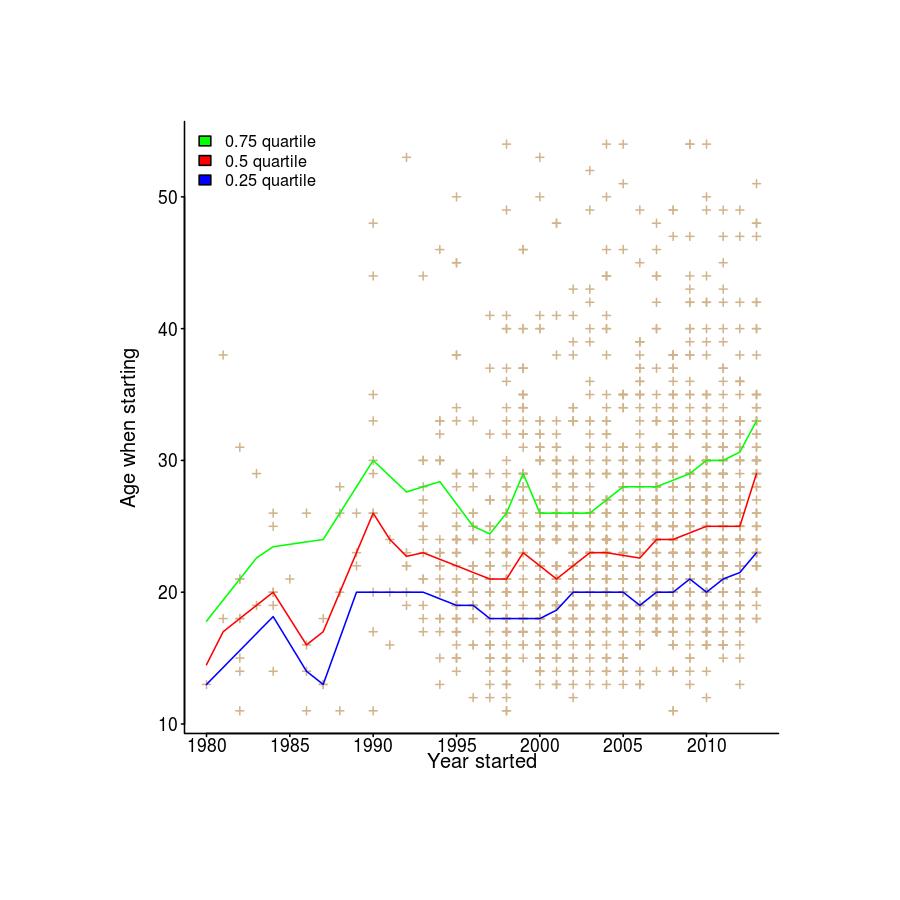 0.75 quartile
0.5 quartile
0.25 quartile
50
40
30
20
10
Age when starting
1980 1985 1990 1995 2000 2005 2010
Year started